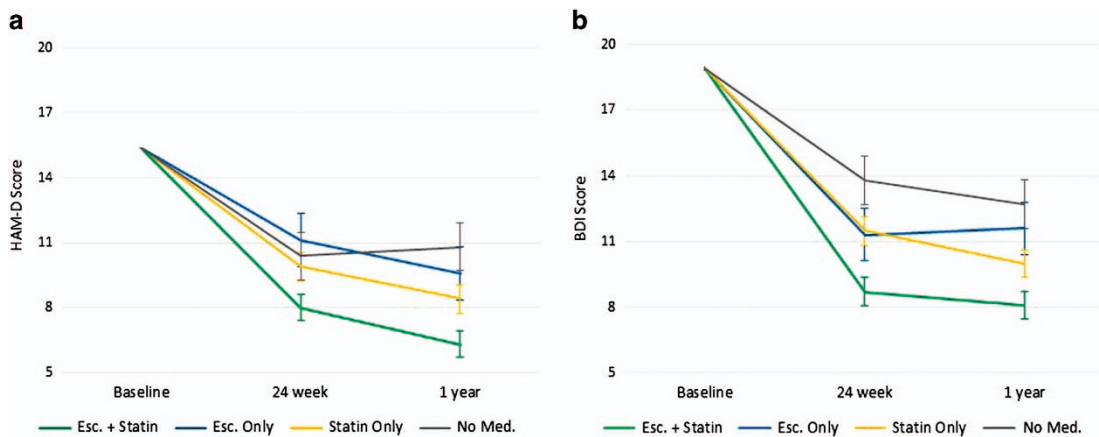 a
20
17
14
11
8
5
HAM-D Score
Baseline 24 week 1 year
Esc. + Statin Esc. Only Statin Only No Med.
b
20
17
14
11
8
5
BDI Score
Baseline 24 week 1 year
Esc. + Statin Esc. Only Statin Only No Med.